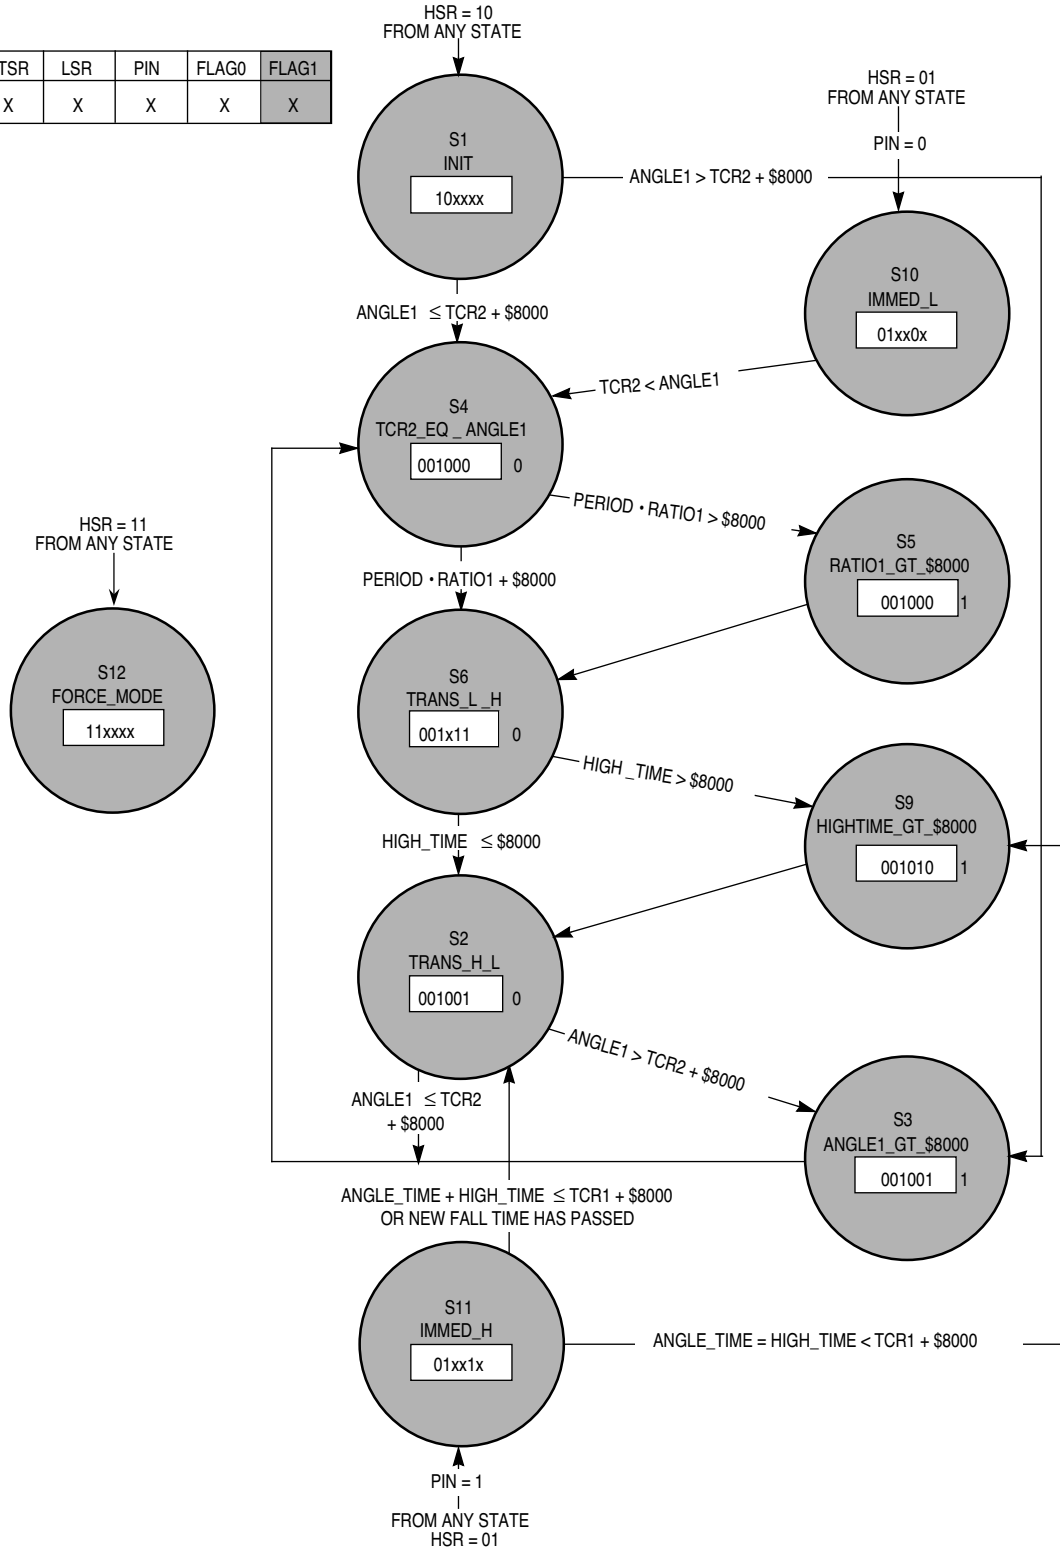 HSR = 10
FROM ANY STATE
TSR LSR PIN FLAG0 FLAG1
X X X X X
S1
INIT
10xxxx
ANGLE1 > TCR2 + $8000
HSR = 01
FROM ANY STATE
PIN = 0
S10
IMMED_L
01xx0x
ANGLE1 ≤ TCR2 + $8000
TCR2 < ANGLE1
S4
TCR2_EQ _ ANGLE1
001000 0
PERIOD • RATIO1 > $8000
S5
RATIO1_GT_$8000
001000 1
HSR = 11
FROM ANY STATE
S12
FORCE_MODE
11xxxx
PERIOD • RATIO1 + $8000
S6
TRANS_L _H
001x11 0
HIGH _TIME > $8000
S9
HIGHTIME_GT_$8000
001010 1
HIGH_TIME ≤ $8000
S2
TRANS_H_L
001001 0
ANGLE1 > TCR2 + $8000
S3
ANGLE1_GT_$8000
001001 1
ANGLE1 ≤ TCR2
+ $8000
ANGLE_TIME + HIGH_TIME ≤ TCR1 + $8000
OR NEW FALL TIME HAS PASSED
S11
IMMED_H
01xx1x
ANGLE_TIME = HIGH_TIME < TCR1 + $8000
PIN = 1
FROM ANY STATE
HSR = 01